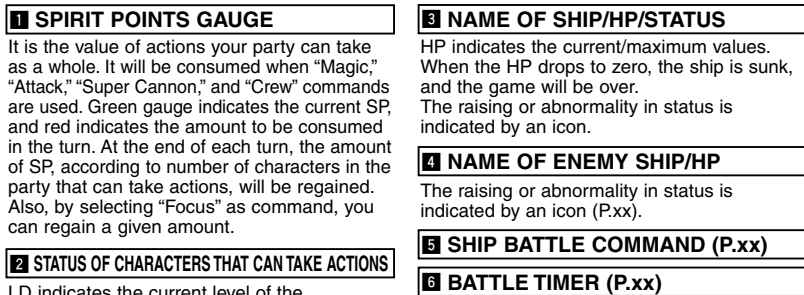 1 SPIRIT POINTS GAUGE
It is the value of actions your party can take
as a whole. It will be consumed when “Magic,”
“Attack,” “Super Cannon,” and “Crew” commands
are used. Green gauge indicates the current SP,
and red indicates the amount to be consumed
in the turn. At the end of each turn, the amount
of SP, according to number of characters in the
party that can take actions, will be regained.
Also, by selecting “Focus” as command, you
can regain a given amount.
2 STATUS OF CHARACTERS THAT CAN TAKE ACTIONS
LD indicates the current level of the
3 NAME OF SHIP/HP/STATUS
HP indicates the current/maximum values.
When the HP drops to zero, the ship is sunk,
and the game will be over.
The raising or abnormality in status is
indicated by an icon.
4 NAME OF ENEMY SHIP/HP
The raising or abnormality in status is
indicated by an icon (P.xx).
5 SHIP BATTLE COMMAND (P.xx)
6 BATTLE TIMER (P.xx)